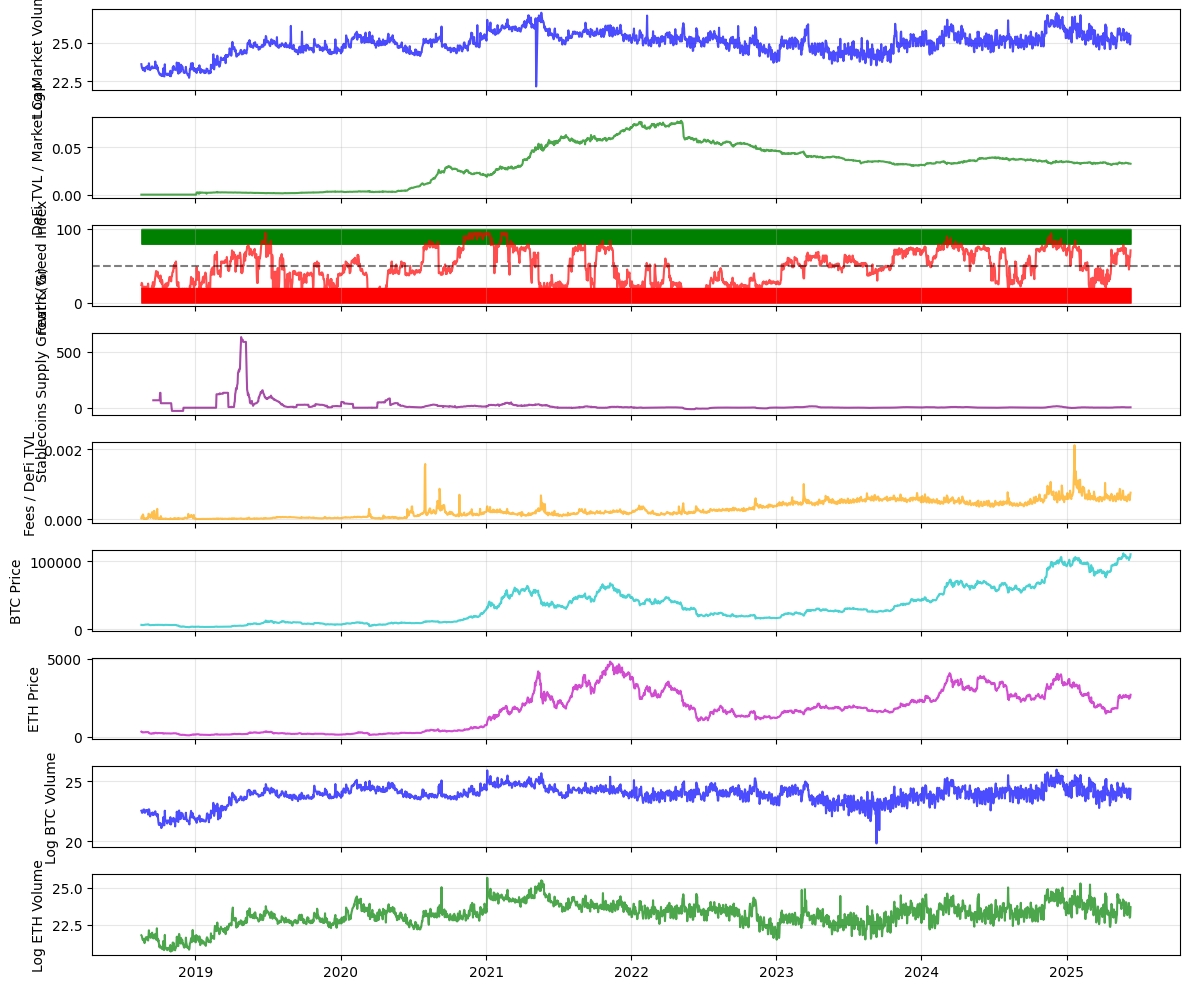 Log Market Volum
25.0
22.5
DeFi TVL / Market Cap
0.05
0.00
Fear & Greed Index
100
0
Stablecoins Supply Growth (%)
500
0
Fees / DeFi TVL
0.002
0.000
BTC Price
100000
0
ETH Price
5000
0
Log BTC Volume
25
20
Log ETH Volume
25.0
22.5
2019 2020 2021 2022 2023 2024 2025